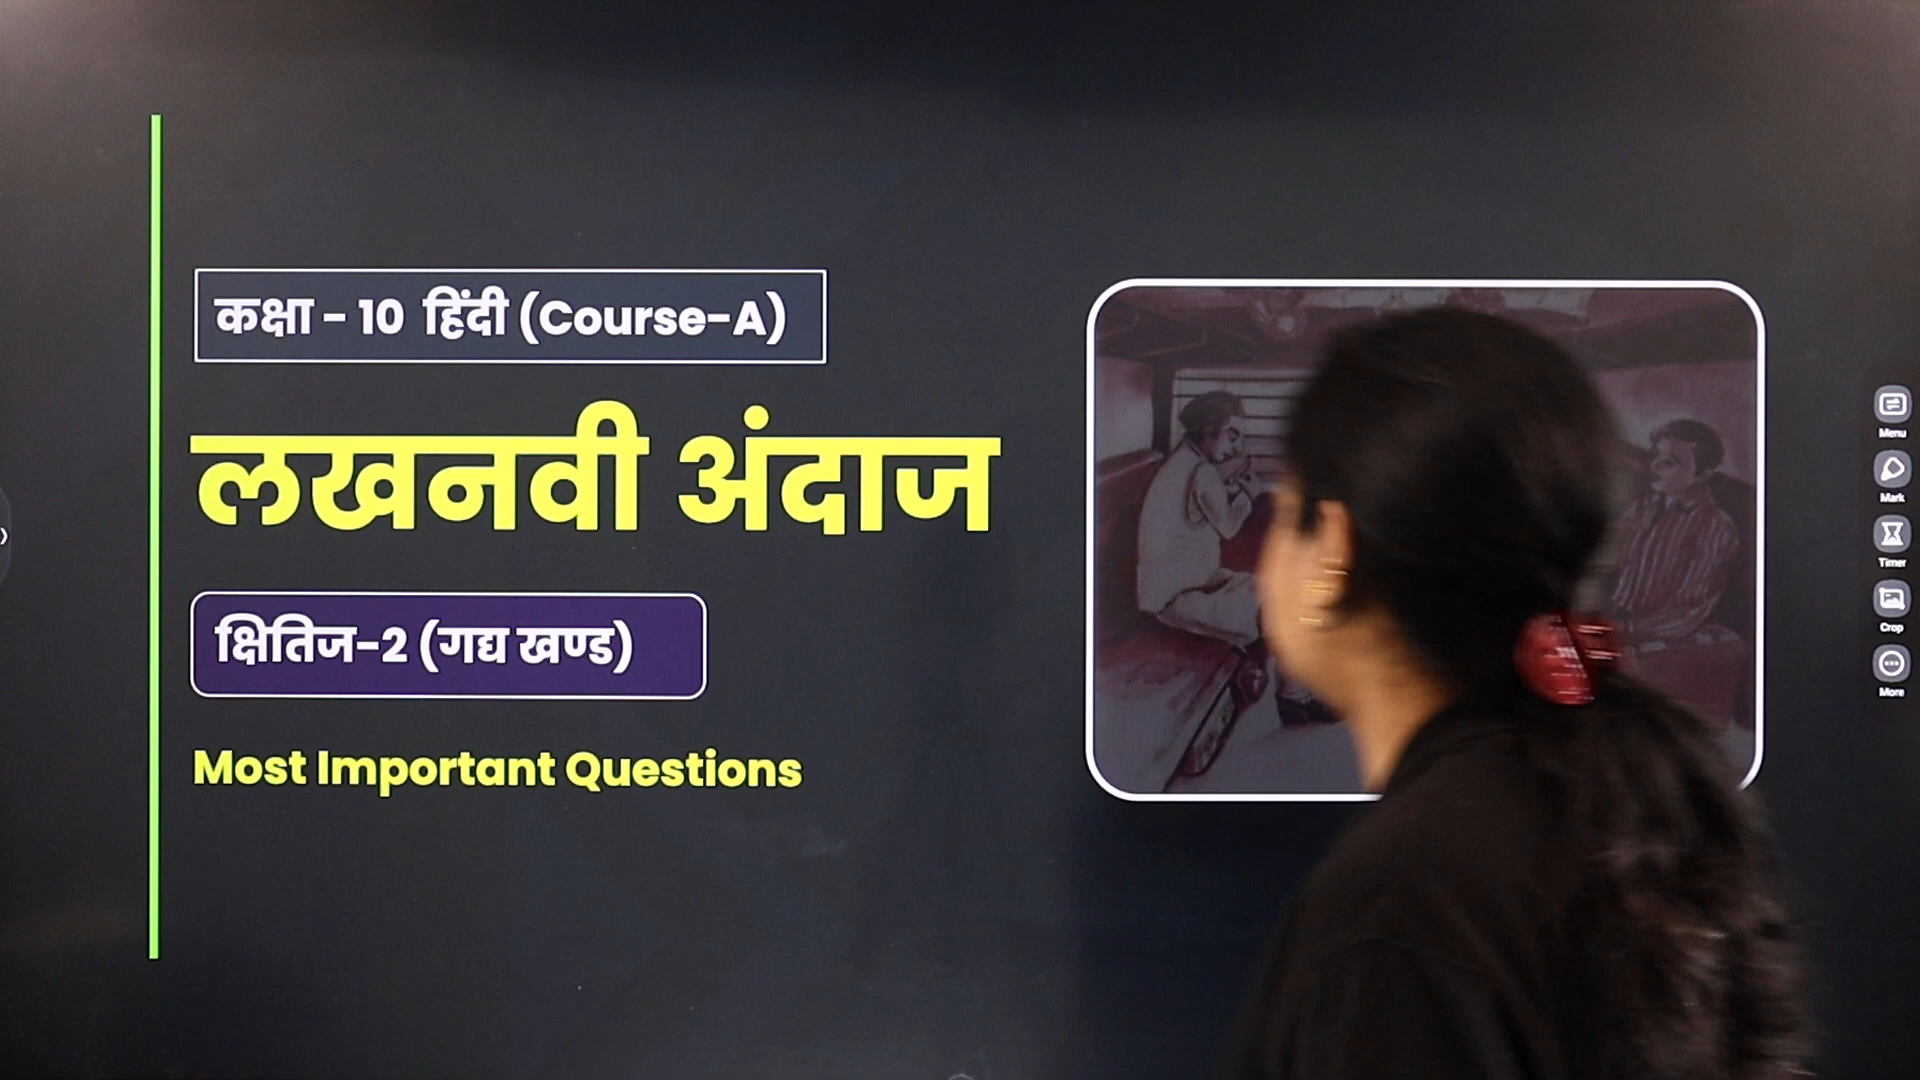 कक्षा - 10 हिंदी (Course-A)
लखनवी अंदाज
क्षितिज-2 (गद्य खण्ड)
Most Important Questions
Menu
Mark
Timer
Crop
More